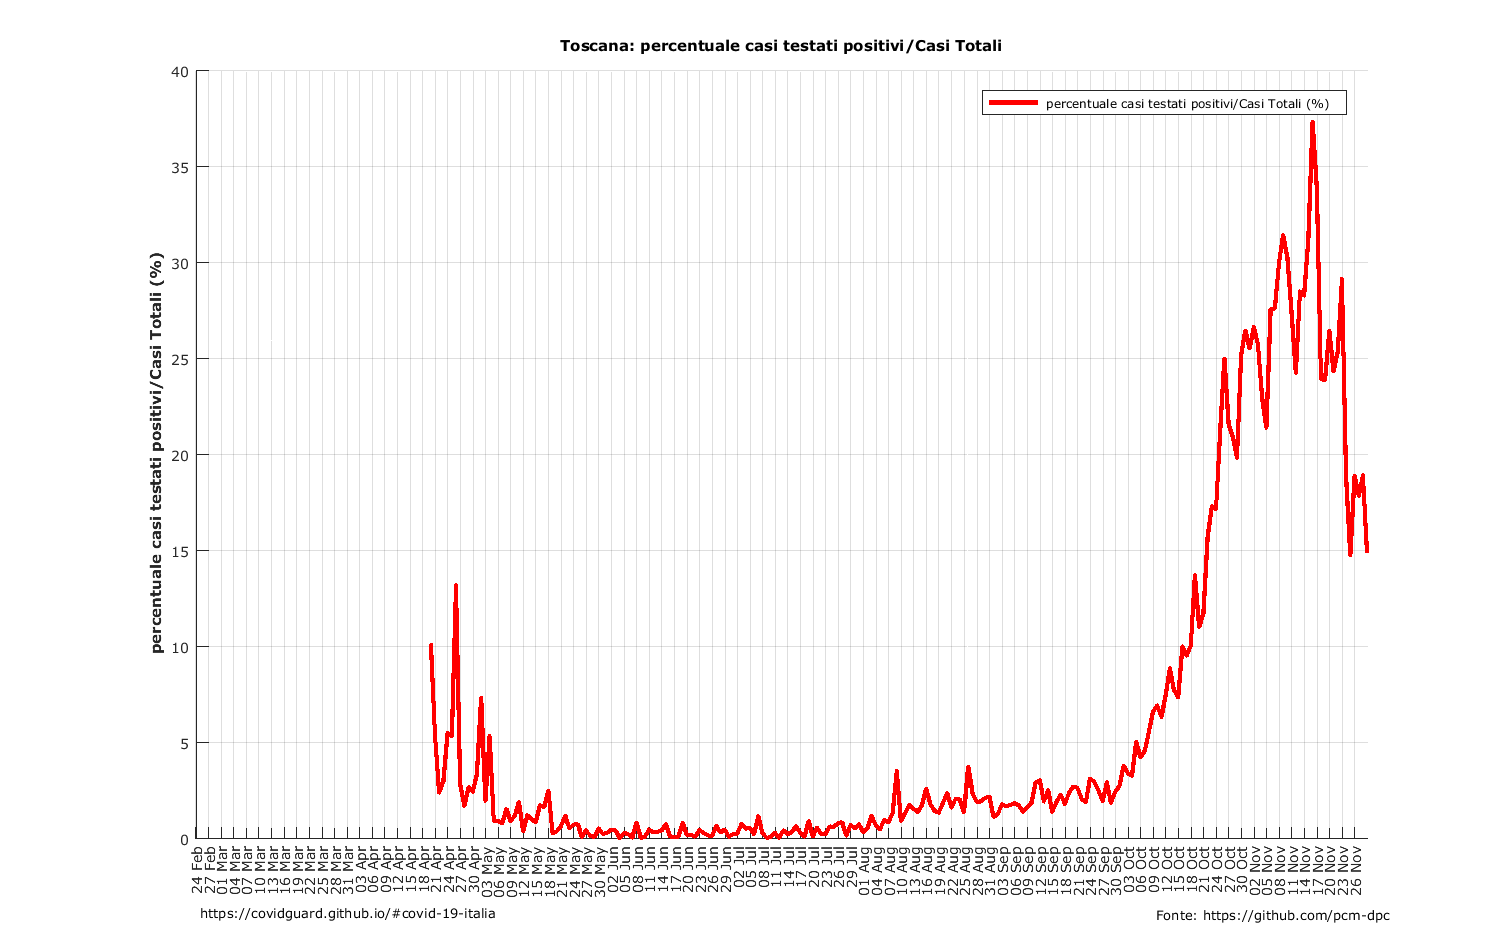 Toscana: percentuale casi testati positivi/Casi Totali
percentuale casi testati positivi/Casi Totali (%)
percentuale casi testati positivi/Casi Totali (%)
40
35
30
25
20
15
10
5
0
24 Feb
27 Feb
01 Mar
04 Mar
07 Mar
10 Mar
13 Mar
16 Mar
19 Mar
22 Mar
25 Mar
28 Mar
31 Mar
03 Apr
06 Apr
09 Apr
12 Apr
15 Apr
18 Apr
21 Apr
24 Apr
27 Apr
30 Apr
03 May
06 May
09 May
12 May
15 May
18 May
21 May
24 May
27 May
30 May
02 Jun
05 Jun
08 Jun
11 Jun
14 Jun
17 Jun
20 Jun
23 Jun
26 Jun
29 Jun
02 Jul
05 Jul
08 Jul
11 Jul
14 Jul
17 Jul
20 Jul
23 Jul
26 Jul
29 Jul
01 Aug
04 Aug
07 Aug
10 Aug
13 Aug
16 Aug
19 Aug
22 Aug
25 Aug
28 Aug
31 Aug
03 Sep
06 Sep
09 Sep
12 Sep
15 Sep
18 Sep
21 Sep
24 Sep
27 Sep
30 Sep
03 Oct
06 Oct
09 Oct
12 Oct
15 Oct
18 Oct
21 Oct
24 Oct
27 Oct
30 Oct
02 Nov
05 Nov
08 Nov
11 Nov
14 Nov
17 Nov
20 Nov
23 Nov
26 Nov
https://covidguard.github.io/#covid-19-italia
Fonte: https://github.com/pcm-dpc